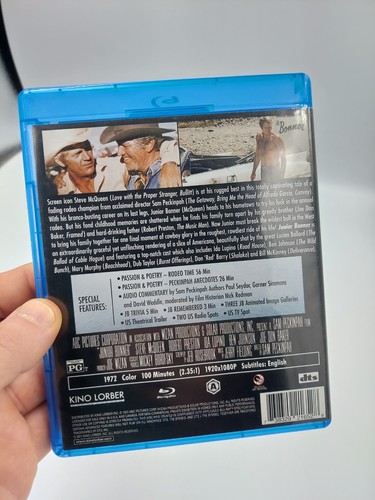 Bonner
Screen icon Steve McQueen (Love with the Proper Stranger, Bullitt) is at his rugged best in this totally captivating tale of a
fading rodeo champion from acclaimed director Sam Peckinpah (The Getaway, Bring Me the Head of Alfredo Garcia, Convoy).
With his bronco-busting career on its last legs, Junior Bonner (McQueen) heads to his hometown to try his luck in the annual
rodeo. But his fond childhood memories are shattered when he finds his family torn apart by his greedy brother (Joe Don
Baker, Framed) and hard-drinking father (Robert Preston, The Music Man). Now Junior must break the wildest bull in the West
to bring his family together for one final moment of cowboy glory in the roughest, rowdiest ride of his life! Junior Bonner is
an extraordinarily graceful yet unflinching rendering of a slice of Americana, beautifully shot by the great Lucien Ballard (The
Ballad of Cable Hogue) and featuring a top-notch cast which also includes Ida Lupino (Road House), Ben Johnson (The Wild
Bunch), Mary Murphy (Beachhead), Dub Taylor (Burnt Offerings), Don "Red" Barry (Shalako) and Bill McKinney (Deliverance).
SPECIAL
FEATURES:
• PASSION & POETRY – RODEO TIME 56 Min
• PASSION & POETRY – PECKINPAH ANECDOTES 26 Min
• AUDIO COMMENTARY by Sam Peckinpah Authors Paul Seydor, Garner Simmons
and David Weddle, moderated by Film Historian Nick Redman
• JB TRIVIA 5 Min • JB REMEMBERED 3 Min • THREE JB Animated Image Galleries
• US Theatrical Trailer • TWO US Radio Spots • US TV Spot
ABC PICTURES CORPORATION
SAM PECKINPAH
PG
1972 Color 100 Minutes (2.35:1) 1920x1080P Subtitles: English
KINO LORBER
Blu-ray
A
dts